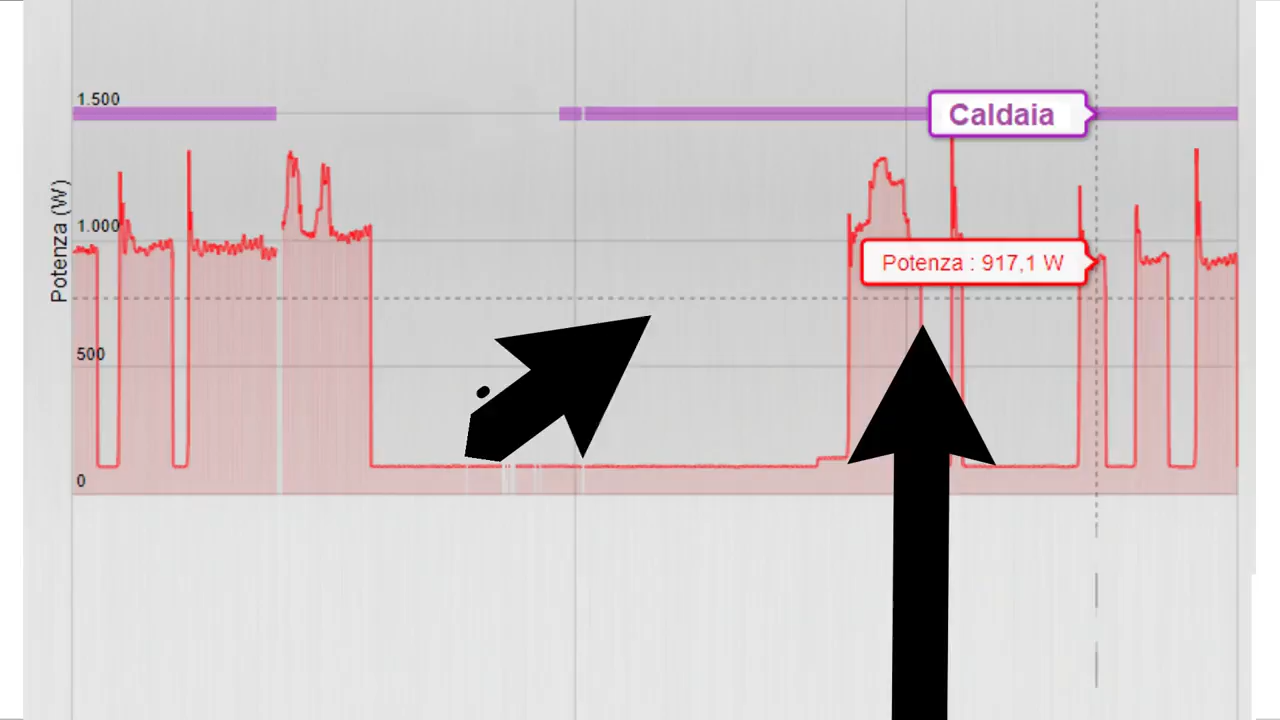 1.500
Caldaia
Potenza (W)
1.000
Potenza : 917,1 W
500
0